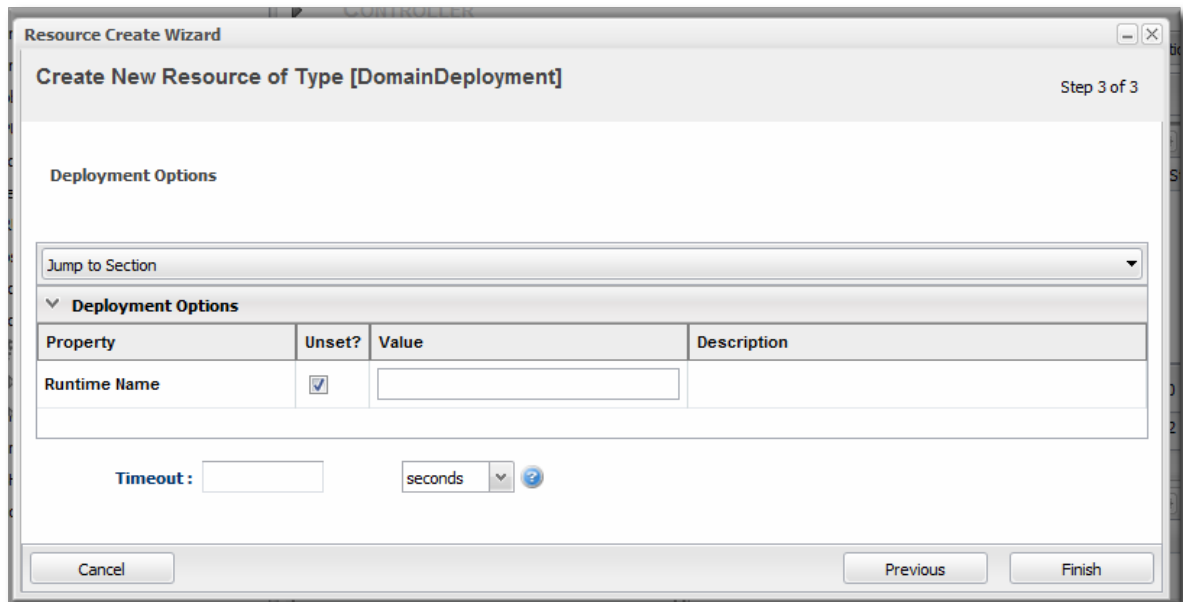 CONTROLLER
Resource Create Wizard
Create New Resource of Type [DomainDeployment]
Step 3 of 3
Deployment Options
Jump to Section
Deployment Options
Property Unset? Value Description
Runtime Name
Timeout : seconds ?
Cancel Previous Finish